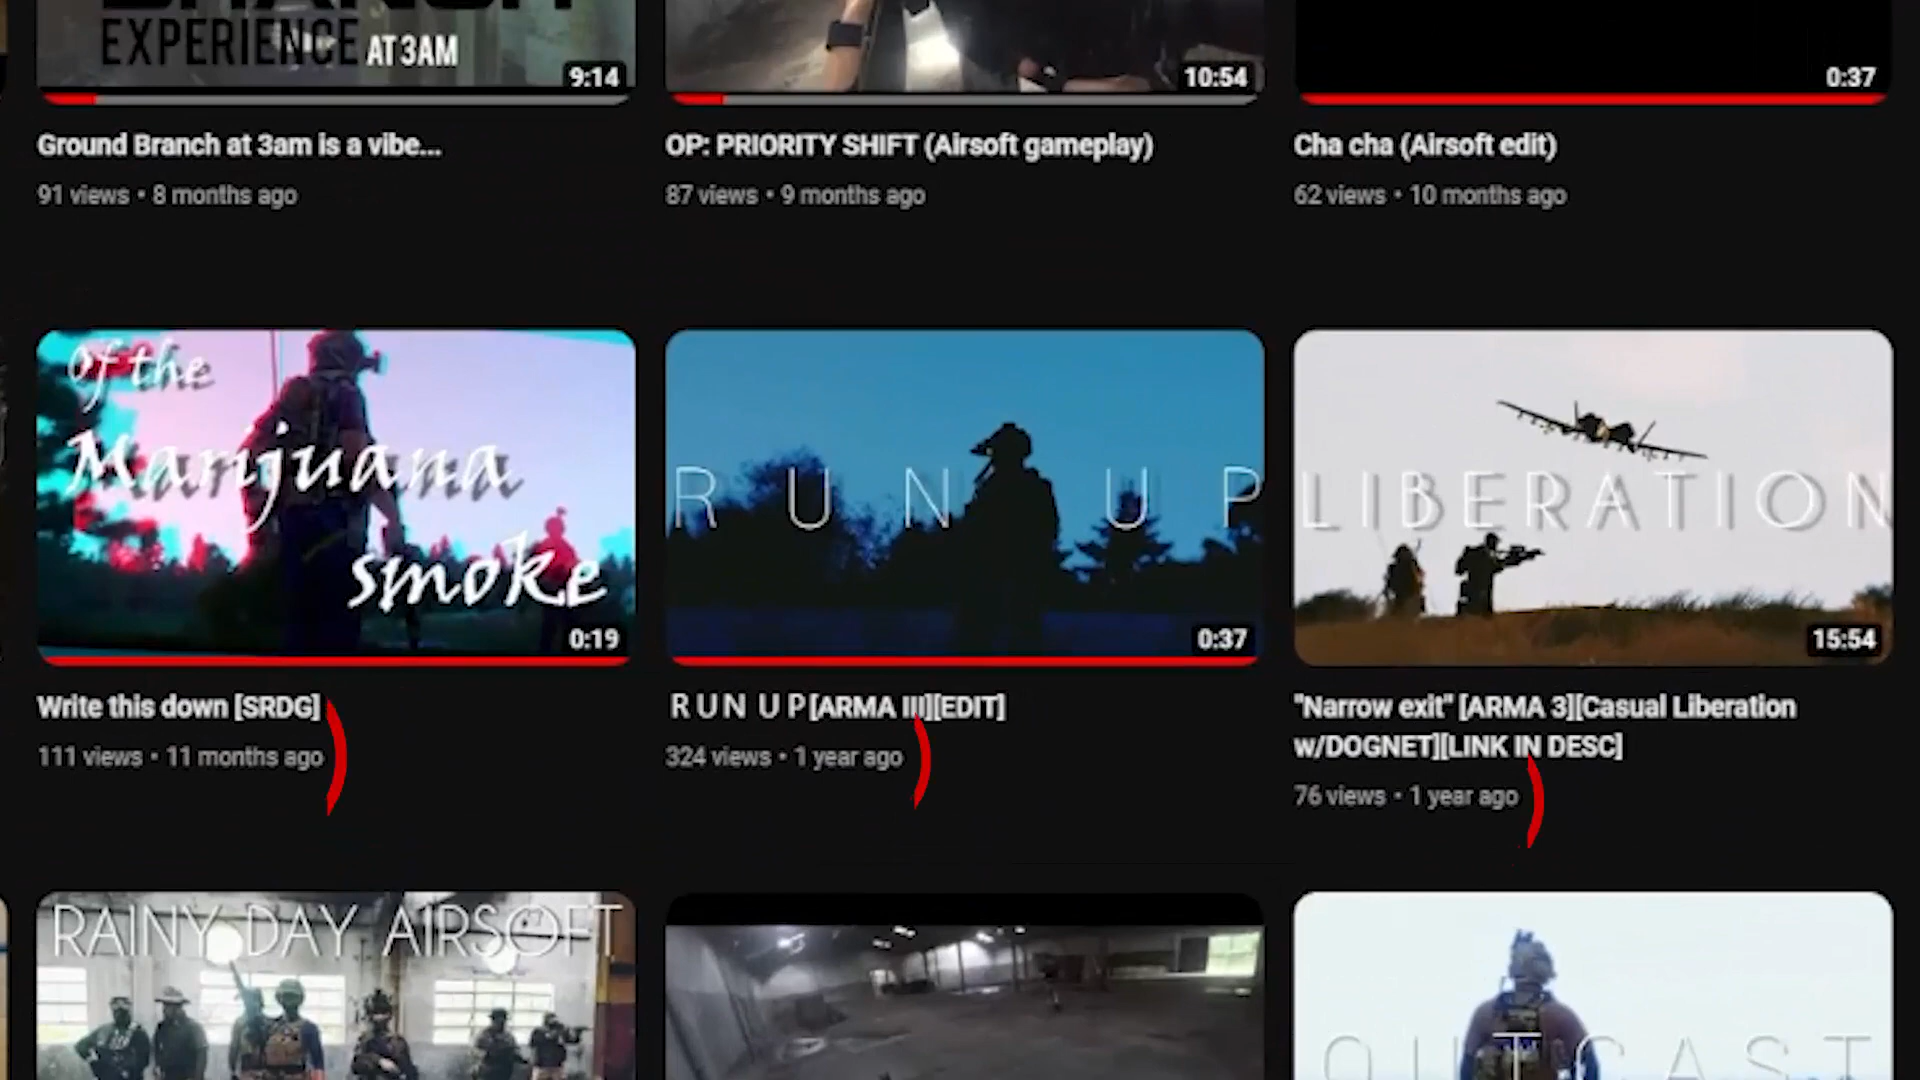 EXPERIENCE AT 3AM
9:14
10:54
0:37
Ground Branch at 3am is a vibe...
91 views • 8 months ago
OP: PRIORITY SHIFT (Airsoft gameplay)
87 views • 9 months ago
Cha cha (Airsoft edit)
62 views • 10 months ago
Of the
Marijuana
smoke
0:19
RUN UP
0:37
LIBERATION
15:54
Write this down [SRDG]
111 views • 11 months ago
R U N U P [ARMA III][EDIT]
324 views • 1 year ago
"Narrow exit" [ARMA 3][Casual Liberation
w/DOGNET][LINK IN DESC]
76 views • 1 year ago
RAINY DAY AIRSOFT
OUTCAST